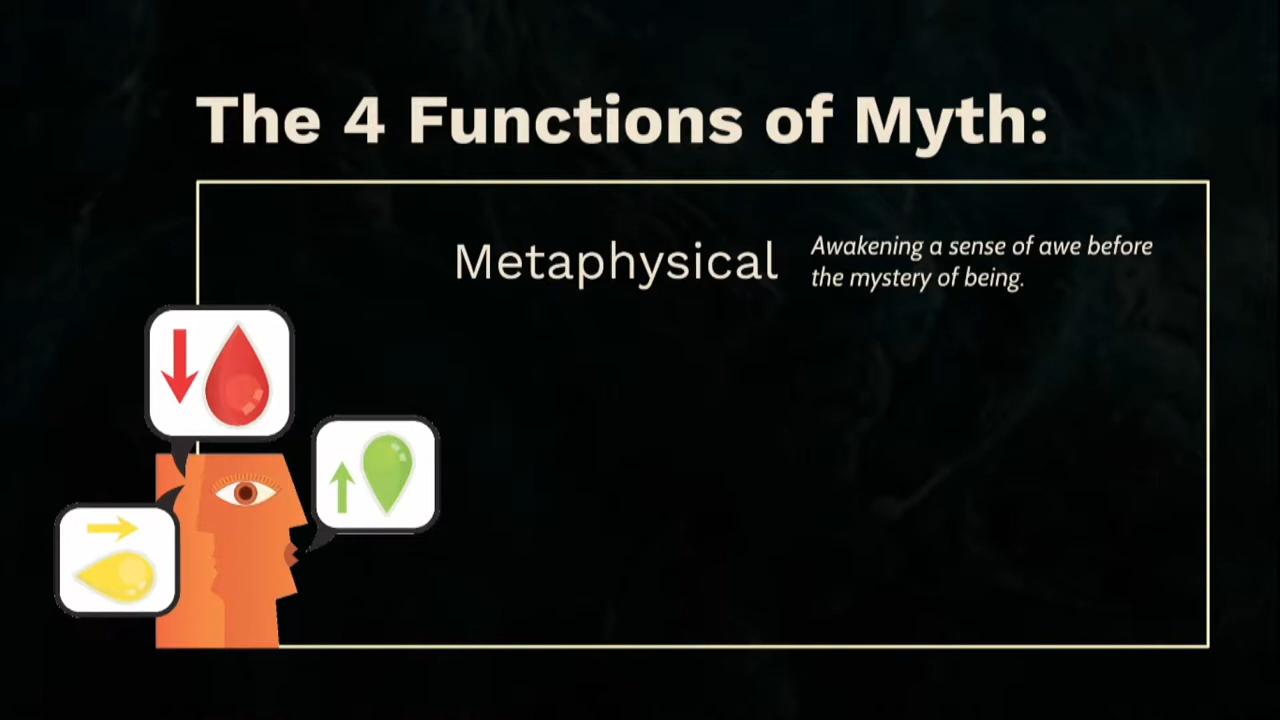 The 4 Functions of Myth:
Metaphysical
Awakening a sense of awe before
the mystery of being.